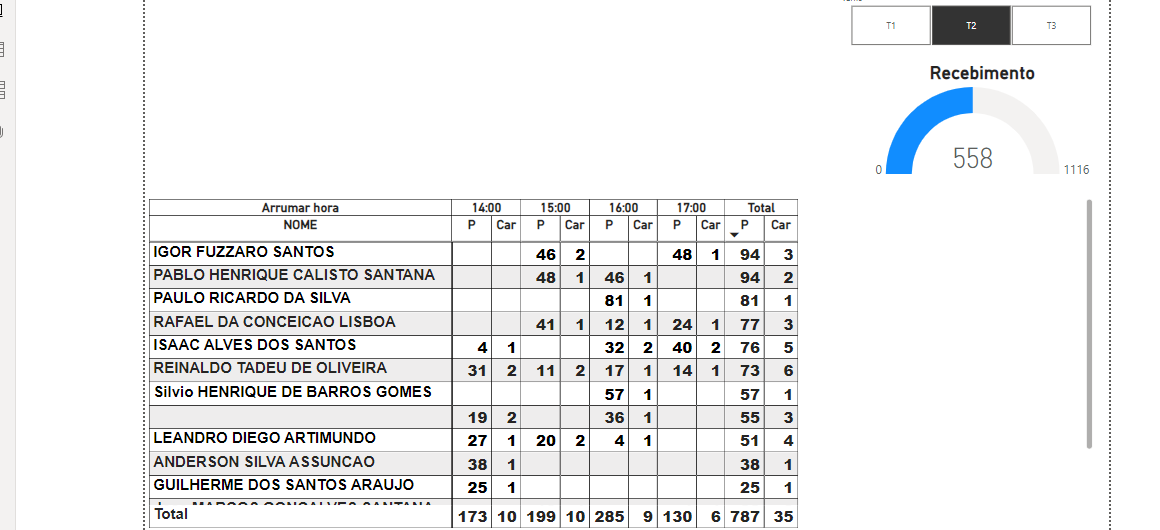 T1 T2 T3
Recebimento
558
0 1116
Arrumar hora 14:00 15:00 16:00 17:00 Total
NOME P Car P Car P Car P Car P Car
IGOR FUZZARO SANTOS 46 2 48 1 94 3
PABLO HENRIQUE CALISTO SANTANA 48 1 46 1 94 2
PAULO RICARDO DA SILVA 81 1 81 1
RAFAEL DA CONCEICAO LISBOA 41 1 12 1 24 1 77 3
ISAAC ALVES DOS SANTOS 4 1 32 2 40 2 76 5
REINALDO TADEU DE OLIVEIRA 31 2 11 2 17 1 14 1 73 6
Silvio HENRIQUE DE BARROS GOMES 57 1 57 1
19 2 36 1 55 3
LEANDRO DIEGO ARTIMUNDO 27 1 20 2 4 1 51 4
ANDERSON SILVA ASSUNCAO 38 1 38 1
GUILHERME DOS SANTOS ARAUJO 25 1 25 1
Total 173 10 199 10 285 9 130 6 787 35